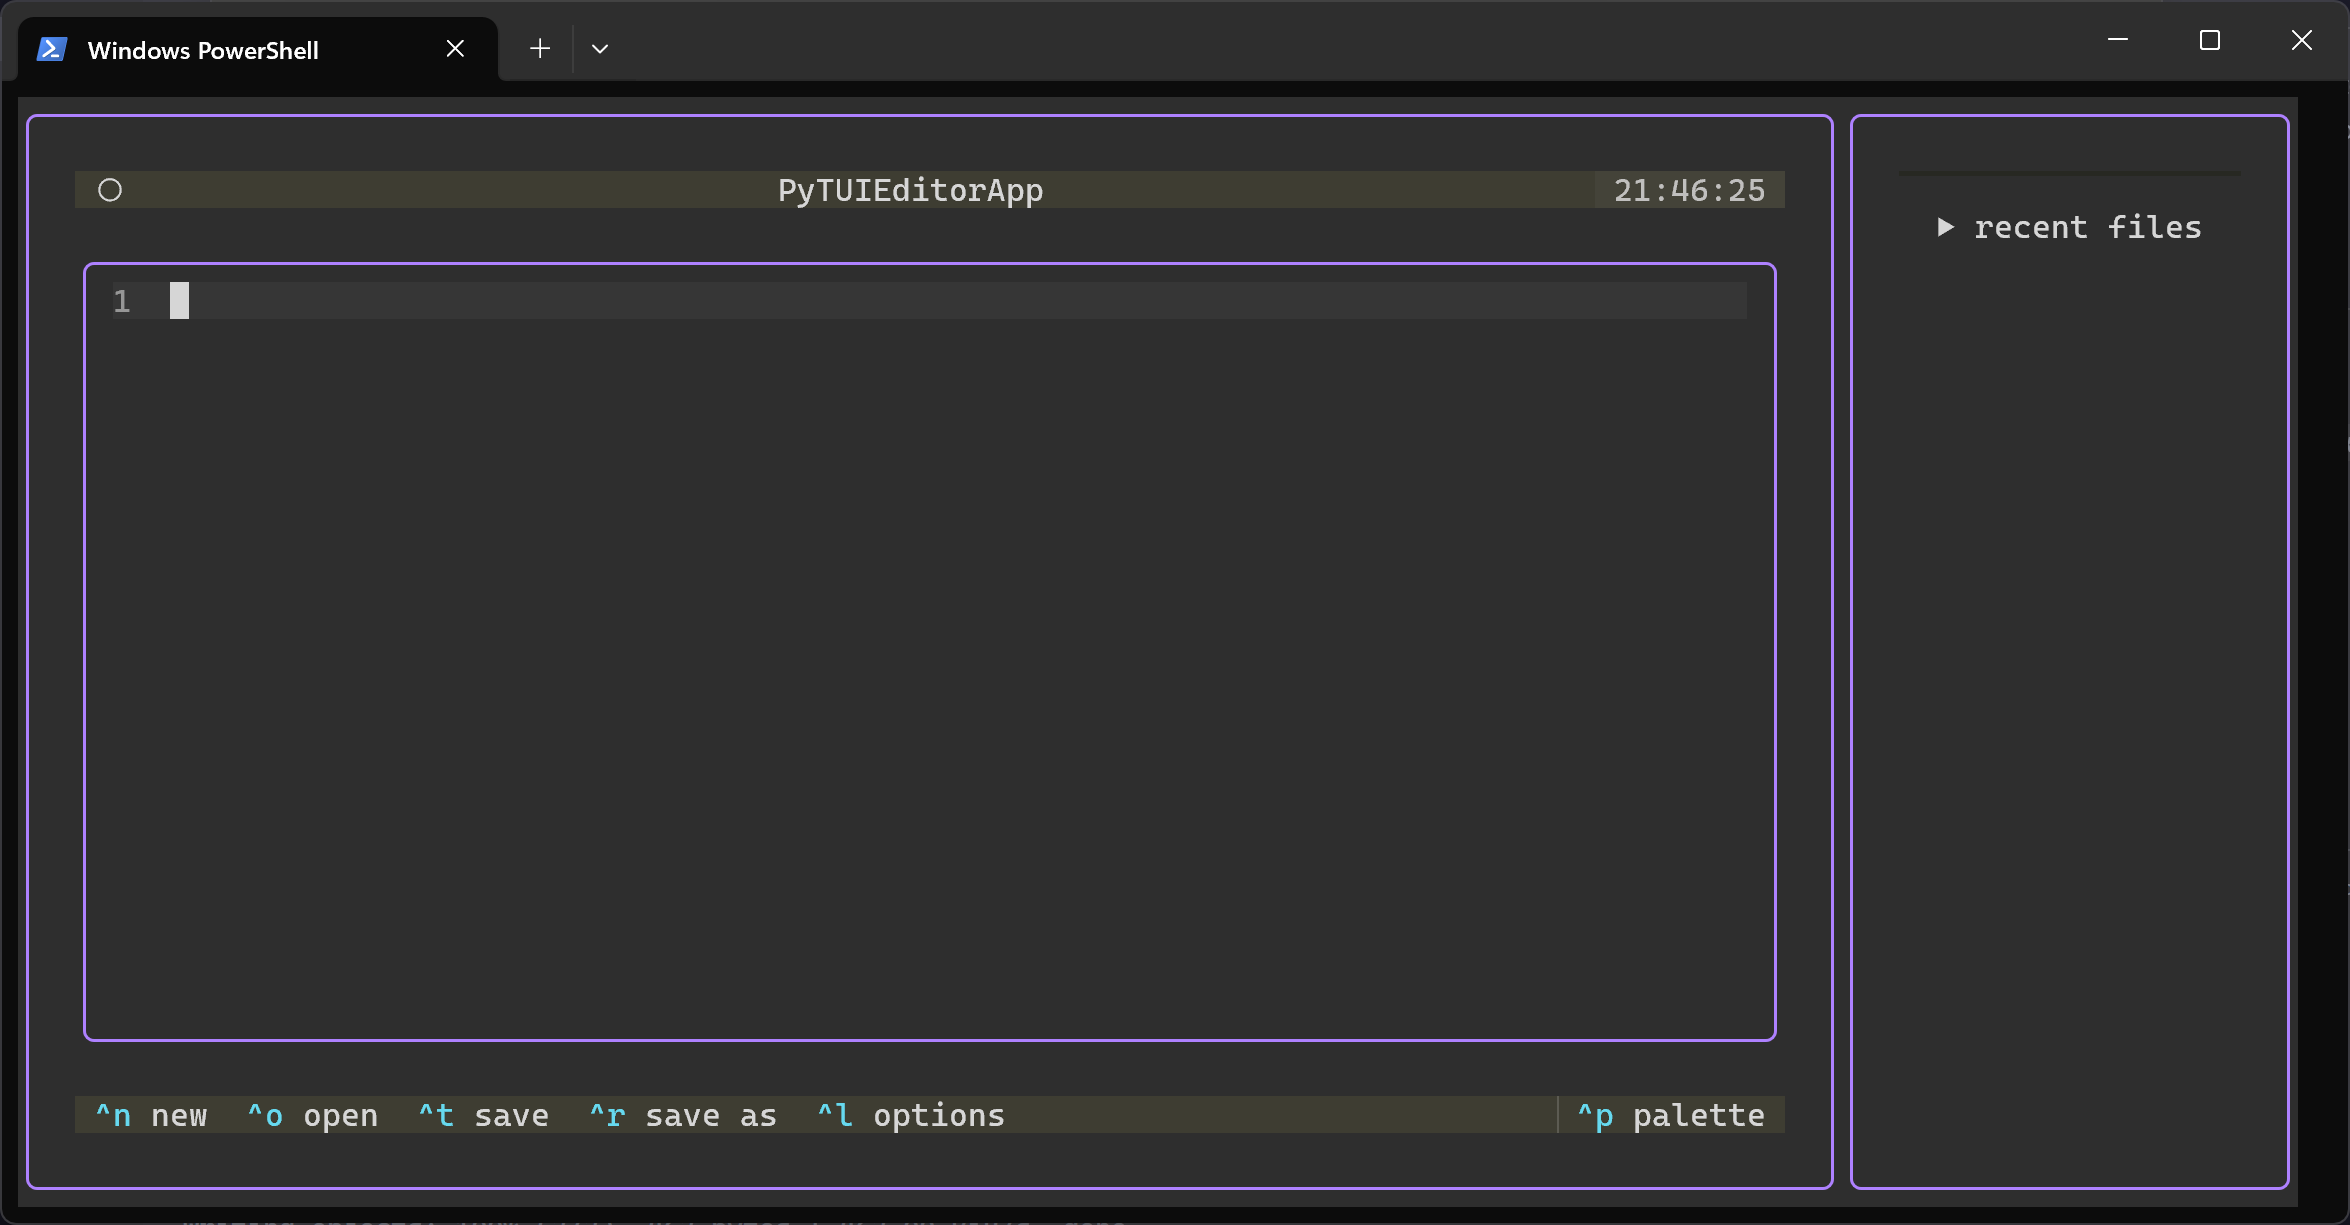 Windows PowerShell
PyTUIEditorApp 21:46:25
▶ recent files
1
^n new ^o open ^t save ^r save as ^l options ^p palette